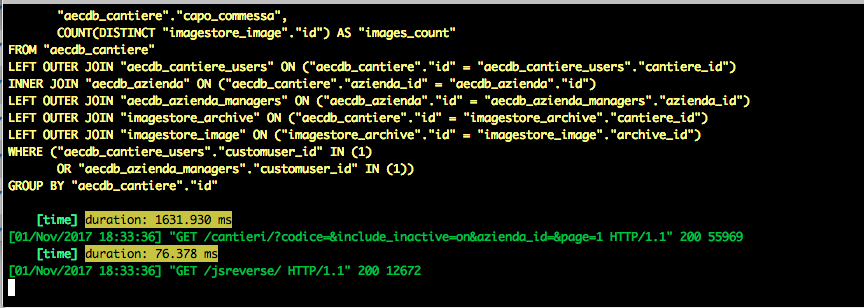 "aecdb_cantiere"."capo_commessa",
COUNT(DISTINCT "imagestore_image"."id") AS "images_count"
FROM "aecdb_cantiere"
LEFT OUTER JOIN "aecdb_cantiere_users" ON ("aecdb_cantiere"."id" = "aecdb_cantiere_users"."cantiere_id")
INNER JOIN "aecdb_azienda" ON ("aecdb_cantiere"."azienda_id" = "aecdb_azienda"."id")
LEFT OUTER JOIN "aecdb_azienda_managers" ON ("aecdb_azienda"."id" = "aecdb_azienda_managers"."azienda_id")
LEFT OUTER JOIN "imagestore_archive" ON ("aecdb_cantiere"."id" = "imagestore_archive"."cantiere_id")
LEFT OUTER JOIN "imagestore_image" ON ("imagestore_archive"."id" = "imagestore_image"."archive_id")
WHERE ("aecdb_cantiere_users"."customuser_id" IN (1)
OR "aecdb_azienda_managers"."customuser_id" IN (1))
GROUP BY "aecdb_cantiere"."id"
[time] duration: 1631.930 ms
[01/Nov/2017 18:33:36] "GET /cantieri/?codice=&include_inactive=on&azienda_id=&page=1 HTTP/1.1" 200 55969
[time] duration: 76.378 ms
[01/Nov/2017 18:33:36] "GET /jsreverse/ HTTP/1.1" 200 12672